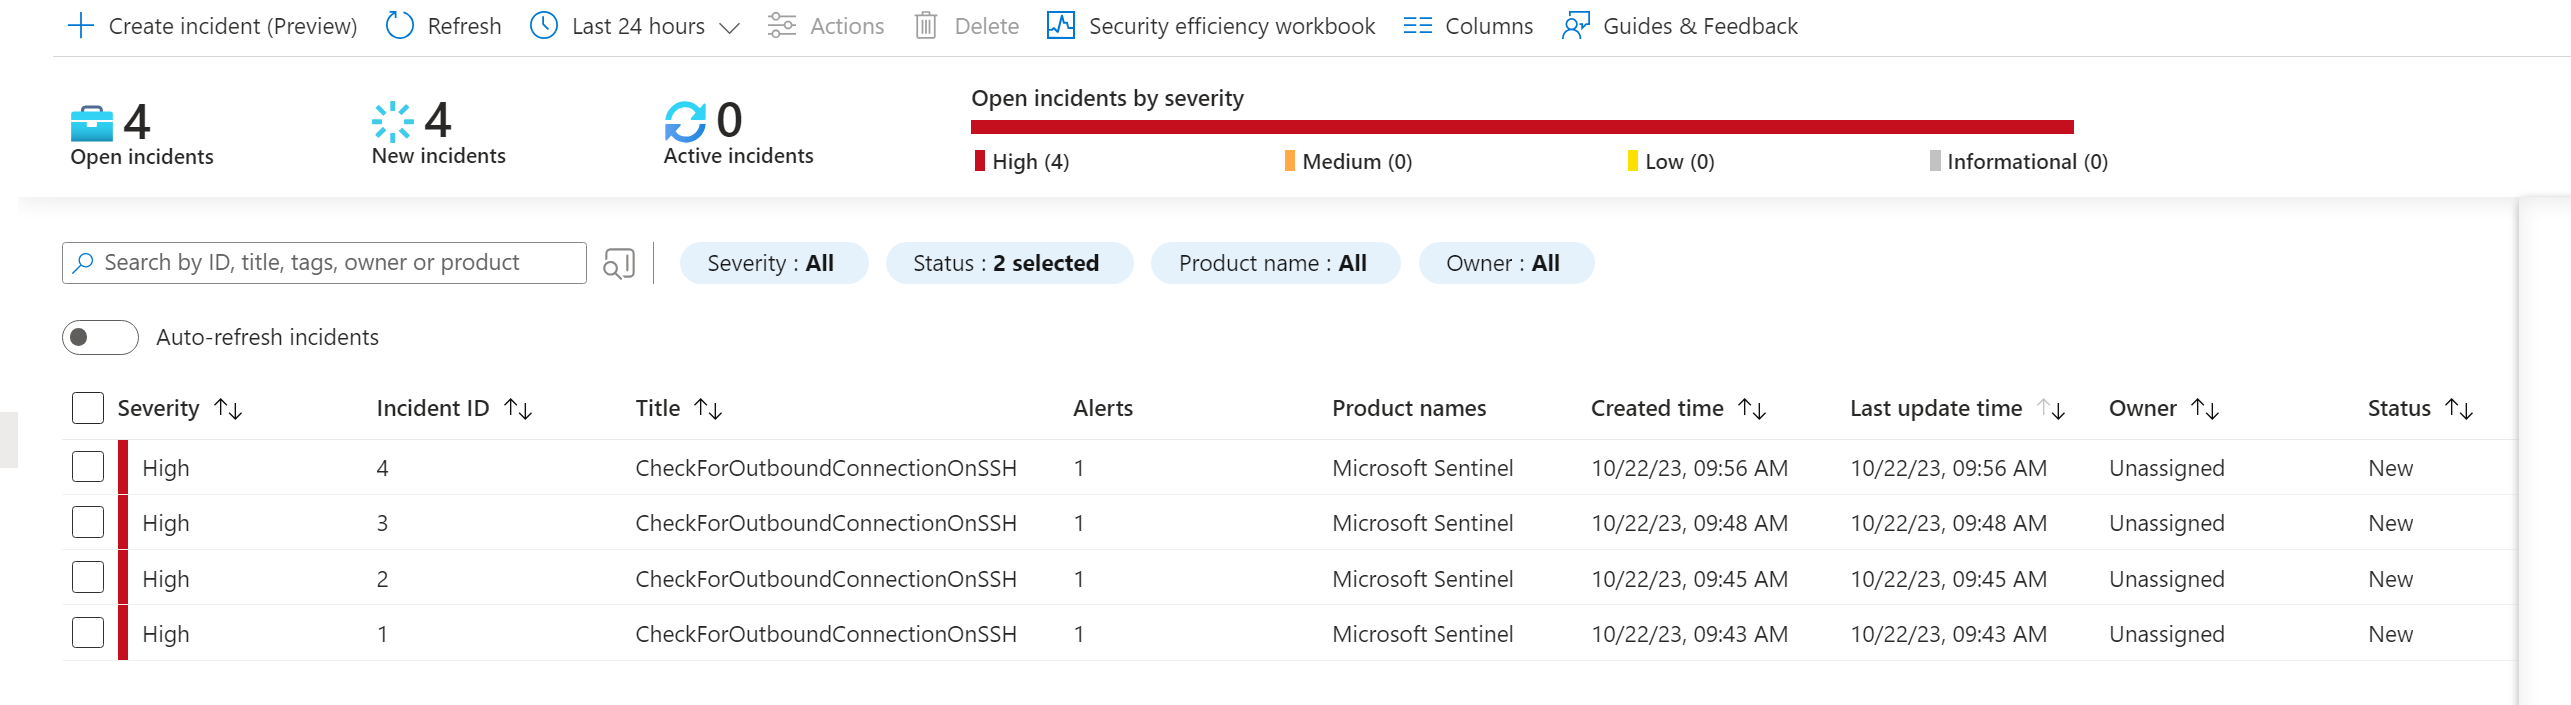 Create incident (Preview) Refresh Last 24 hours Actions Delete Security efficiency workbook Columns Guides & Feedback
4 4 0
Open incidents New incidents Active incidents
Open incidents by severity
High (4) Medium (0) Low (0) Informational (0)
Search by ID, title, tags, owner or product Severity : All Status : 2 selected Product name : All Owner : All
Auto-refresh incidents
Severity Incident ID Title Alerts Product names Created time Last update time Owner Status
High 4 CheckForOutboundConnectionOnSSH 1 Microsoft Sentinel 10/22/23, 09:56 AM 10/22/23, 09:56 AM Unassigned New
High 3 CheckForOutboundConnectionOnSSH 1 Microsoft Sentinel 10/22/23, 09:48 AM 10/22/23, 09:48 AM Unassigned New
High 2 CheckForOutboundConnectionOnSSH 1 Microsoft Sentinel 10/22/23, 09:45 AM 10/22/23, 09:45 AM Unassigned New
High 1 CheckForOutboundConnectionOnSSH 1 Microsoft Sentinel 10/22/23, 09:43 AM 10/22/23, 09:43 AM Unassigned New